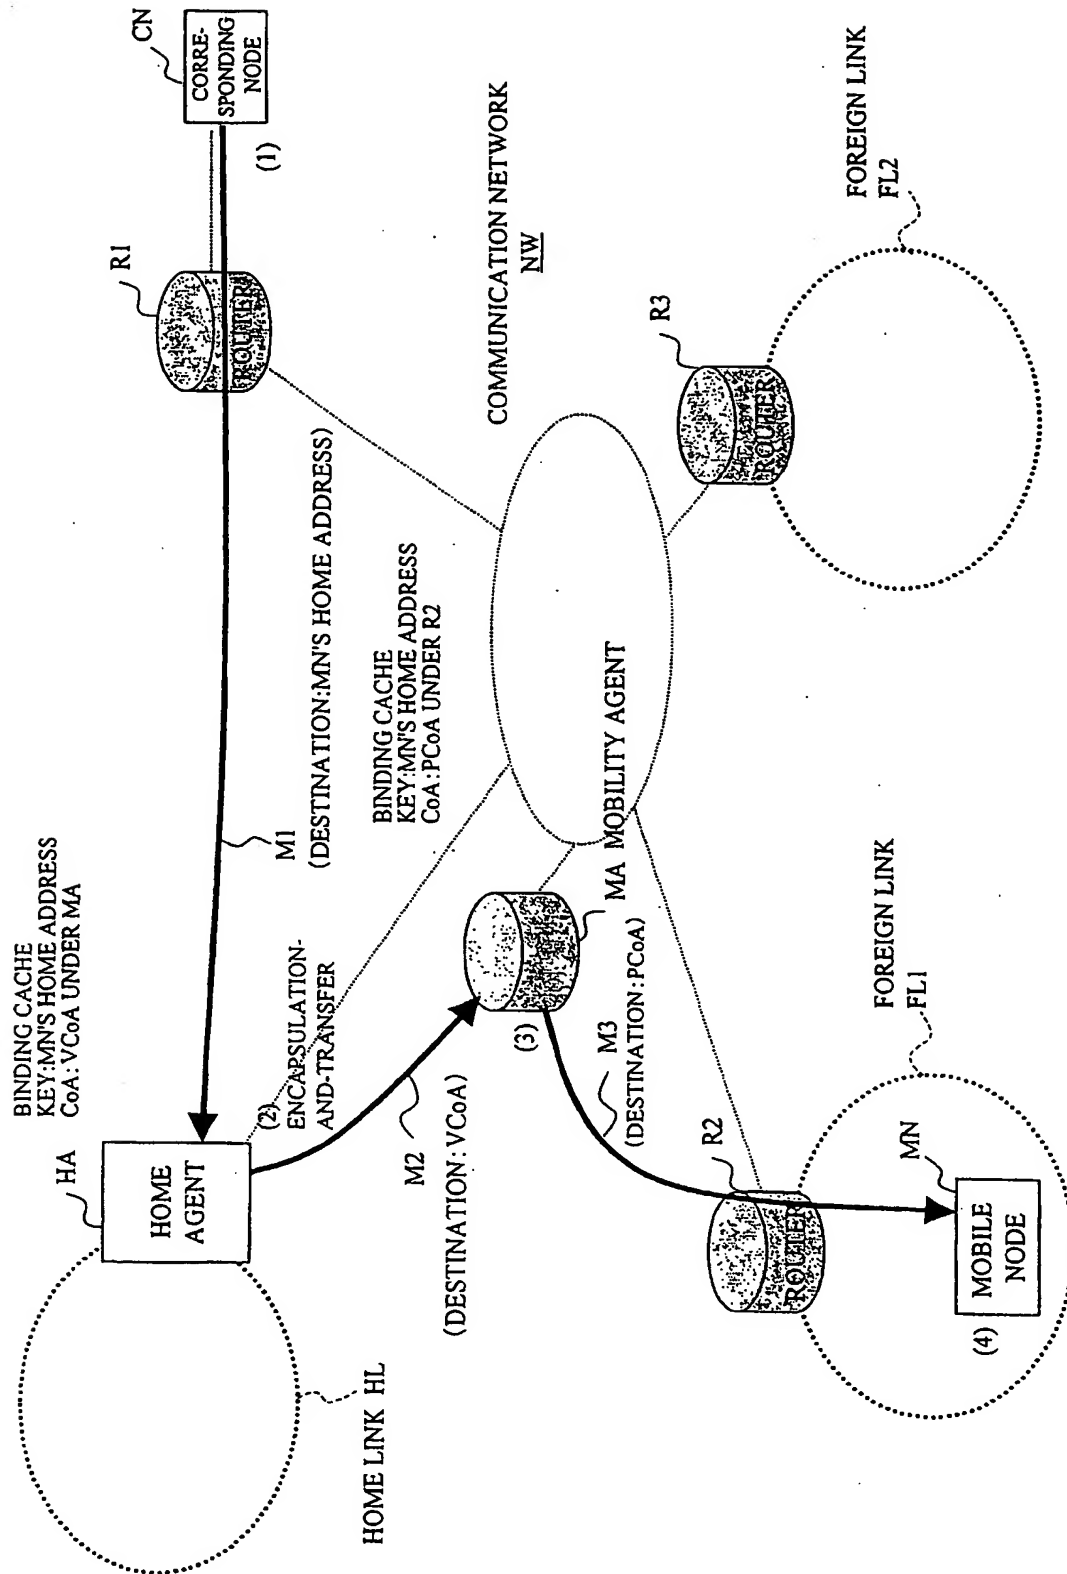 BINDING CACHE
KEY:MN'S HOME ADDRESS
CoA: VCoA UNDER MA
HA
HOME
AGENT
HOME LINK HL
(2)
ENCAPSULATION-
AND-TRANSFER
M2
(DESTINATION: VCoA)
M1
(DESTINATION:MN'S HOME ADDRESS)
R1
ROUTER
CN
CORRE-
SPONDING
NODE
(1)
BINDING CACHE
KEY:MN'S HOME ADDRESS
CoA:PCoA UNDER R2
COMMUNICATION NETWORK
NW
(3)
MA MOBILITY AGENT
M3
(DESTINATION:PCoA)
R2
ROUTER
FOREIGN LINK
FL1
MN
MOBILE
NODE
(4)
R3
ROUTER
FOREIGN LINK
FL2